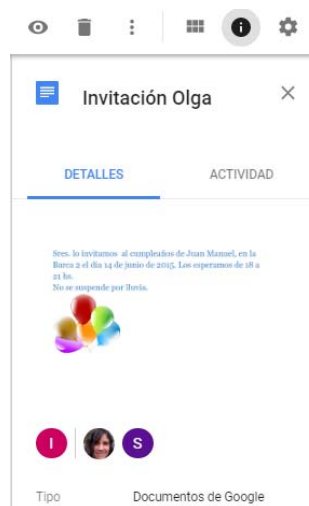 Invitación Olga
DETALLES
ACTIVIDAD
Sres. lo invitamos al cumpleaños de Juan Manuel, en la
Barca 2 el día 14 de junio de 2015. Los esperamos de 18 a
21 hs.
No se suspende por lluvia.
I
S
Tipo
Documentos de Google